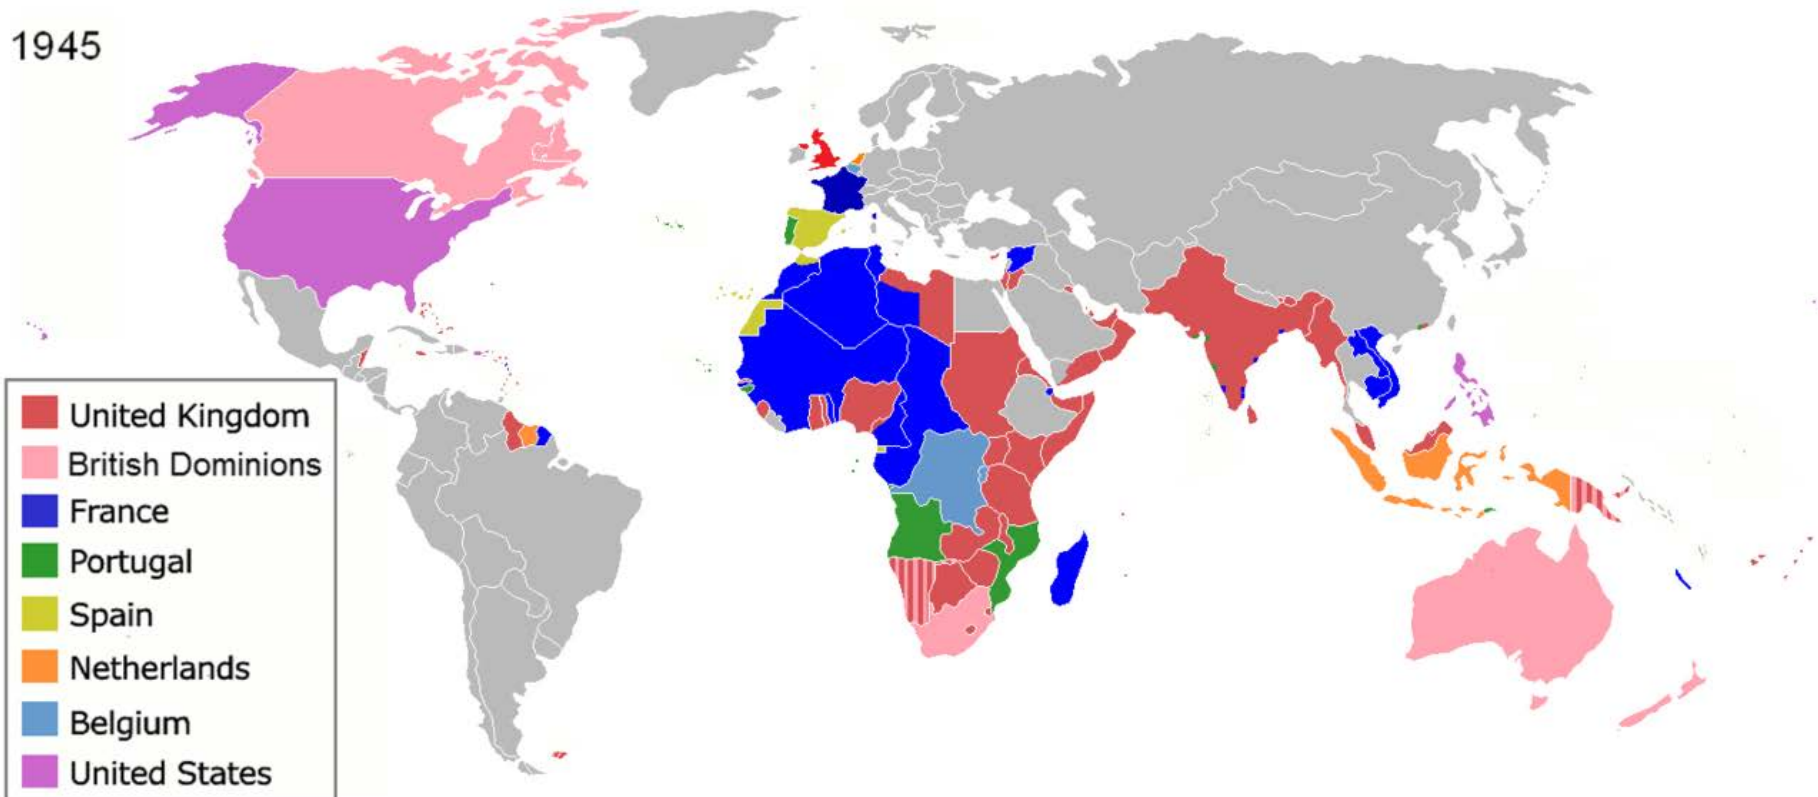 1945
United Kingdom
British Dominions
France
Portugal
Spain
Netherlands
Belgium
United States